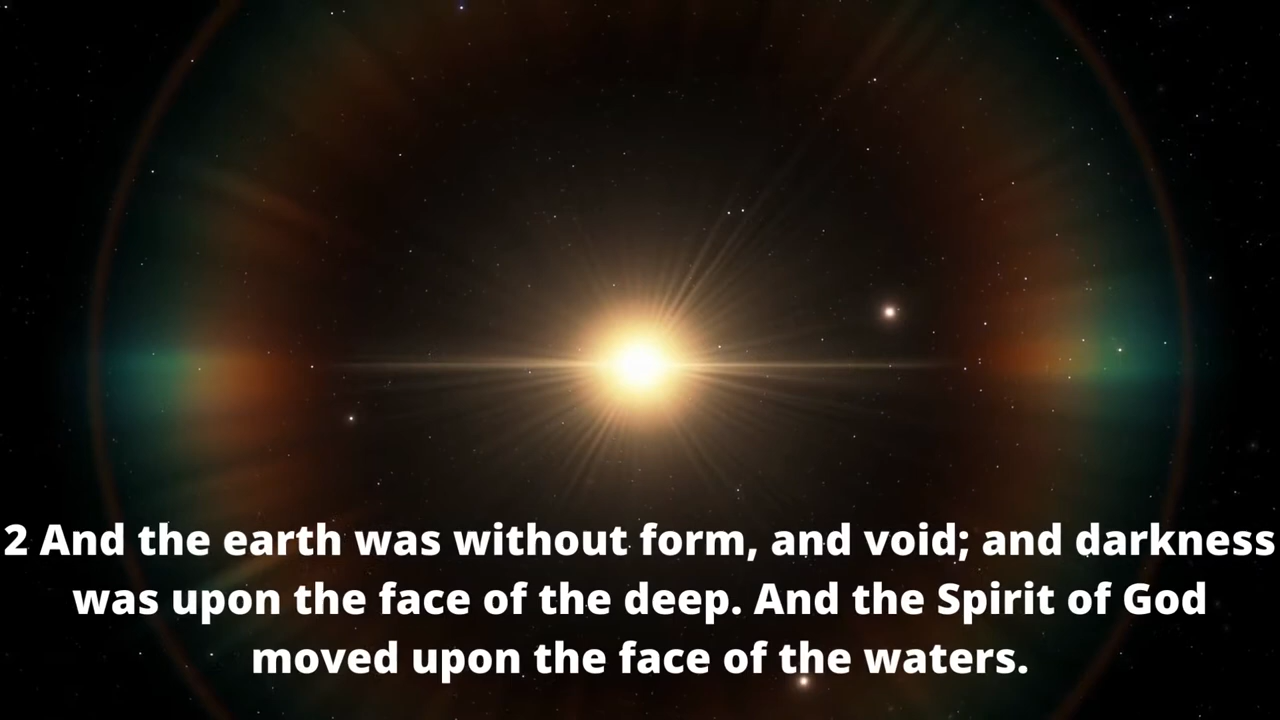 2 And the earth was without form, and void; and darkness
was upon the face of the deep. And the Spirit of God
moved upon the face of the waters.